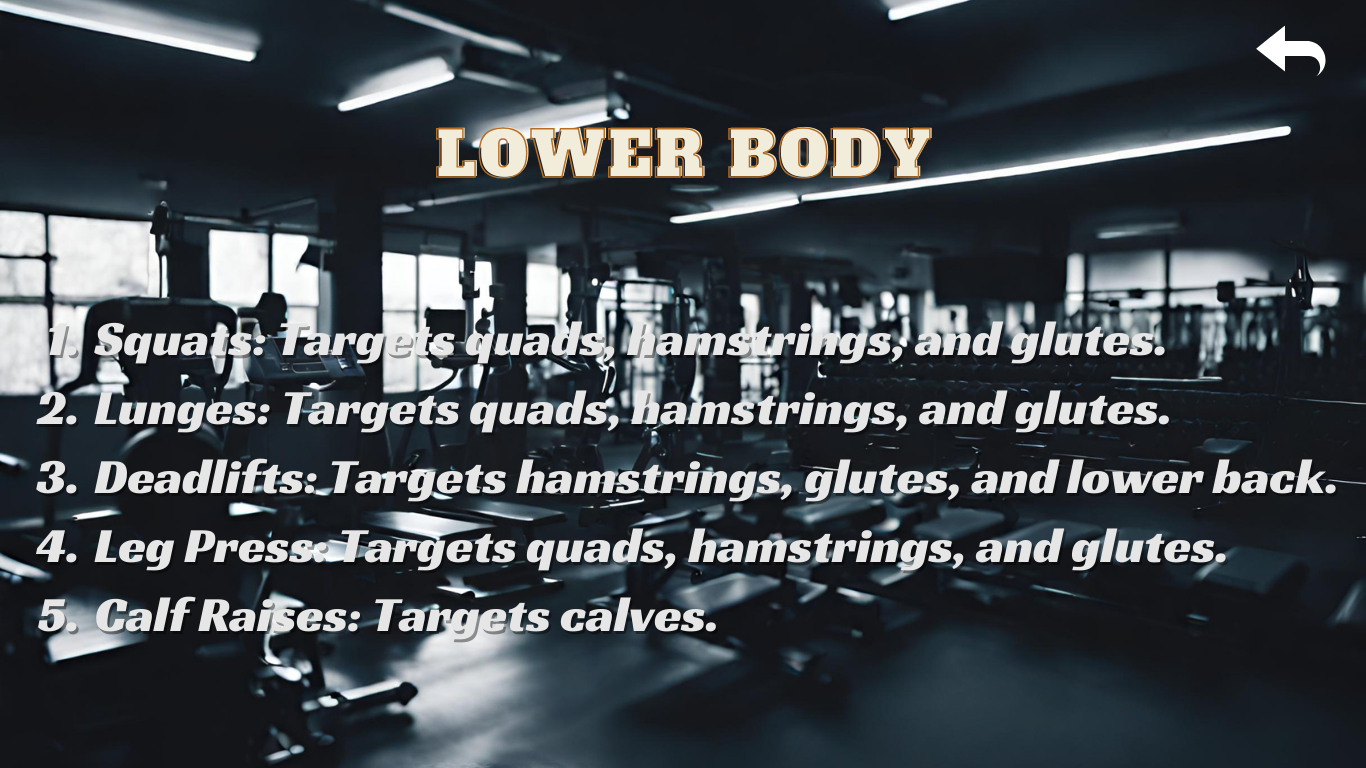 LOWER BODY
1. Squats: Targets quads, hamstrings, and glutes.
2. Lunges: Targets quads, hamstrings, and glutes.
3. Deadlifts: Targets hamstrings, glutes, and lower back.
4. Leg Press: Targets quads, hamstrings, and glutes.
5. Calf Raises: Targets calves.